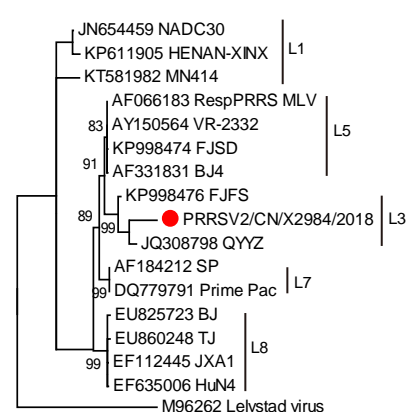 JN654459 NADC30
KP611905 HENAN-XINX
L1
KT581982 MN414
AF066183 RespPRRS MLV
83
AY150564 VR-2332
L5
KP998474 FJSD
91
AF331831 BJ4
KP998476 FJFS
89
99
PRRSV2/CN/X2984/2018
L3
JQ308798 QYYZ
AF184212 SP
L7
99
DQ779791 Prime Pac
EU825723 BJ
EU860248 TJ
L8
99
EF112445 JXA1
EF635006 HuN4
M96262 Lelystad virus